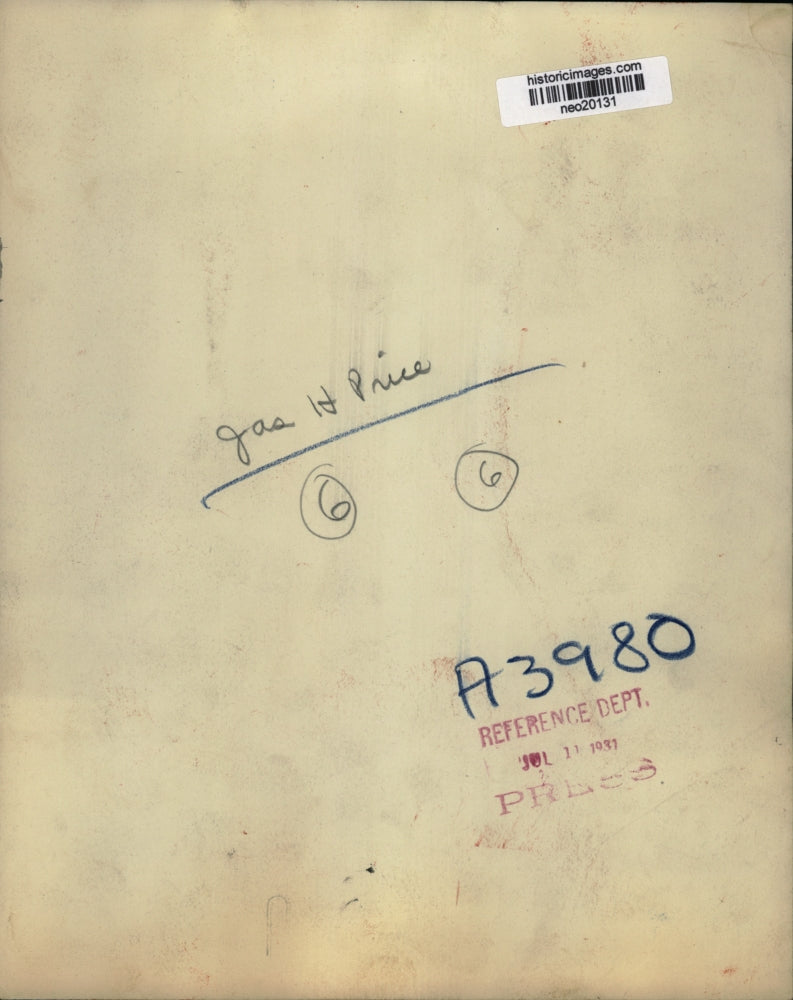 historicimages.com
neo20131
Jas H Price
6 6
A3980
REFERENCE DEPT.
JUL 11 1931
PRESS